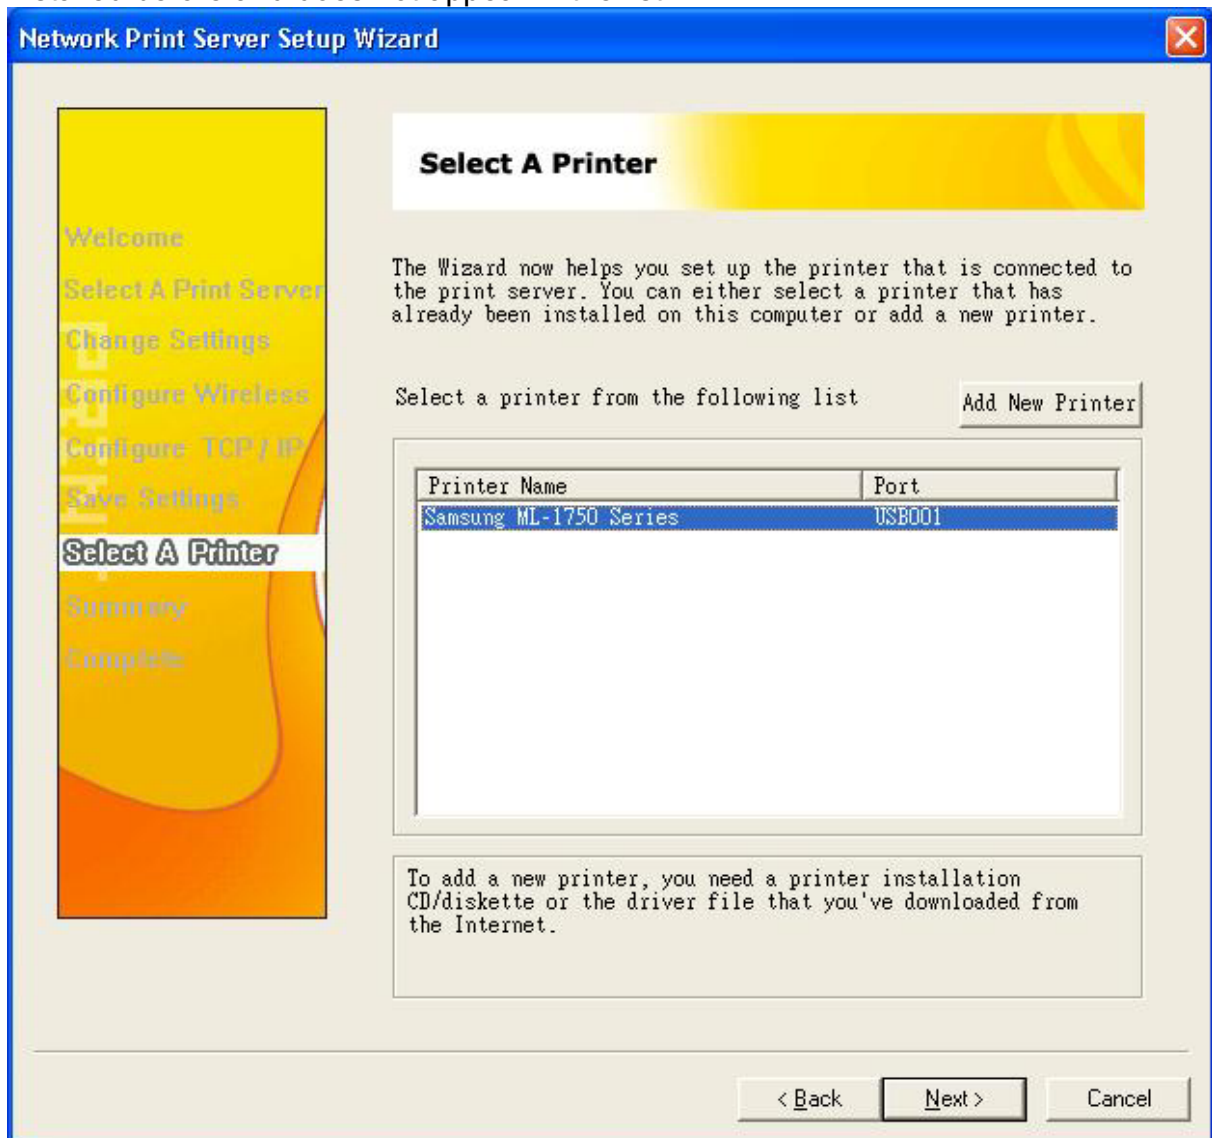 Network Print Server Setup Wizard
Select A Printer
Welcome
Select A Print Server
Change Settings
Configure Wireless
Configure TCP / IP
Save Settings
Select A Printer
Summary
Complete
The Wizard now helps you set up the printer that is connected to
the print server. You can either select a printer that has
already been installed on this computer or add a new printer.
Select a printer from the following list
Add New Printer
Printer Name Port
Samsung ML-1750 Series USB001
To add a new printer, you need a printer installation
CD/diskette or the driver file that you've downloaded from
the Internet.
< Back Next > Cancel